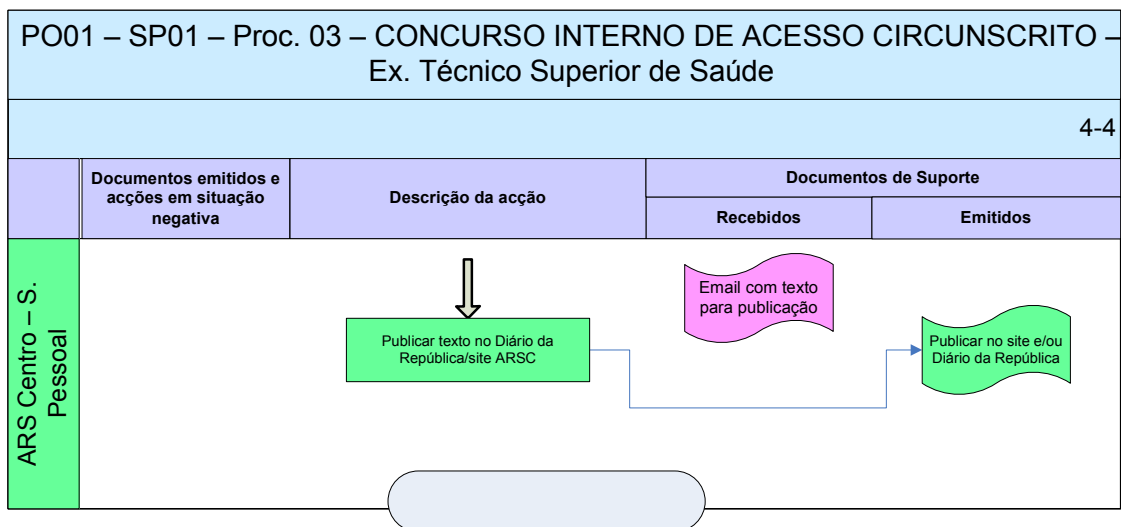 PO01 – SP01 – Proc. 03 – CONCURSO INTERNO DE ACESSO CIRCUNSCRITO –
Ex. Técnico Superior de Saúde
4-4
Documentos emitidos e
acções em situação
negativa
Descrição da acção
Documentos de Suporte
Recebidos
Emitidos
ARS Centro – S.
Pessoal
Publicar texto no Diário da
República/site ARSC
Email com texto
para publicação
Publicar no site e/ou
Diário da República